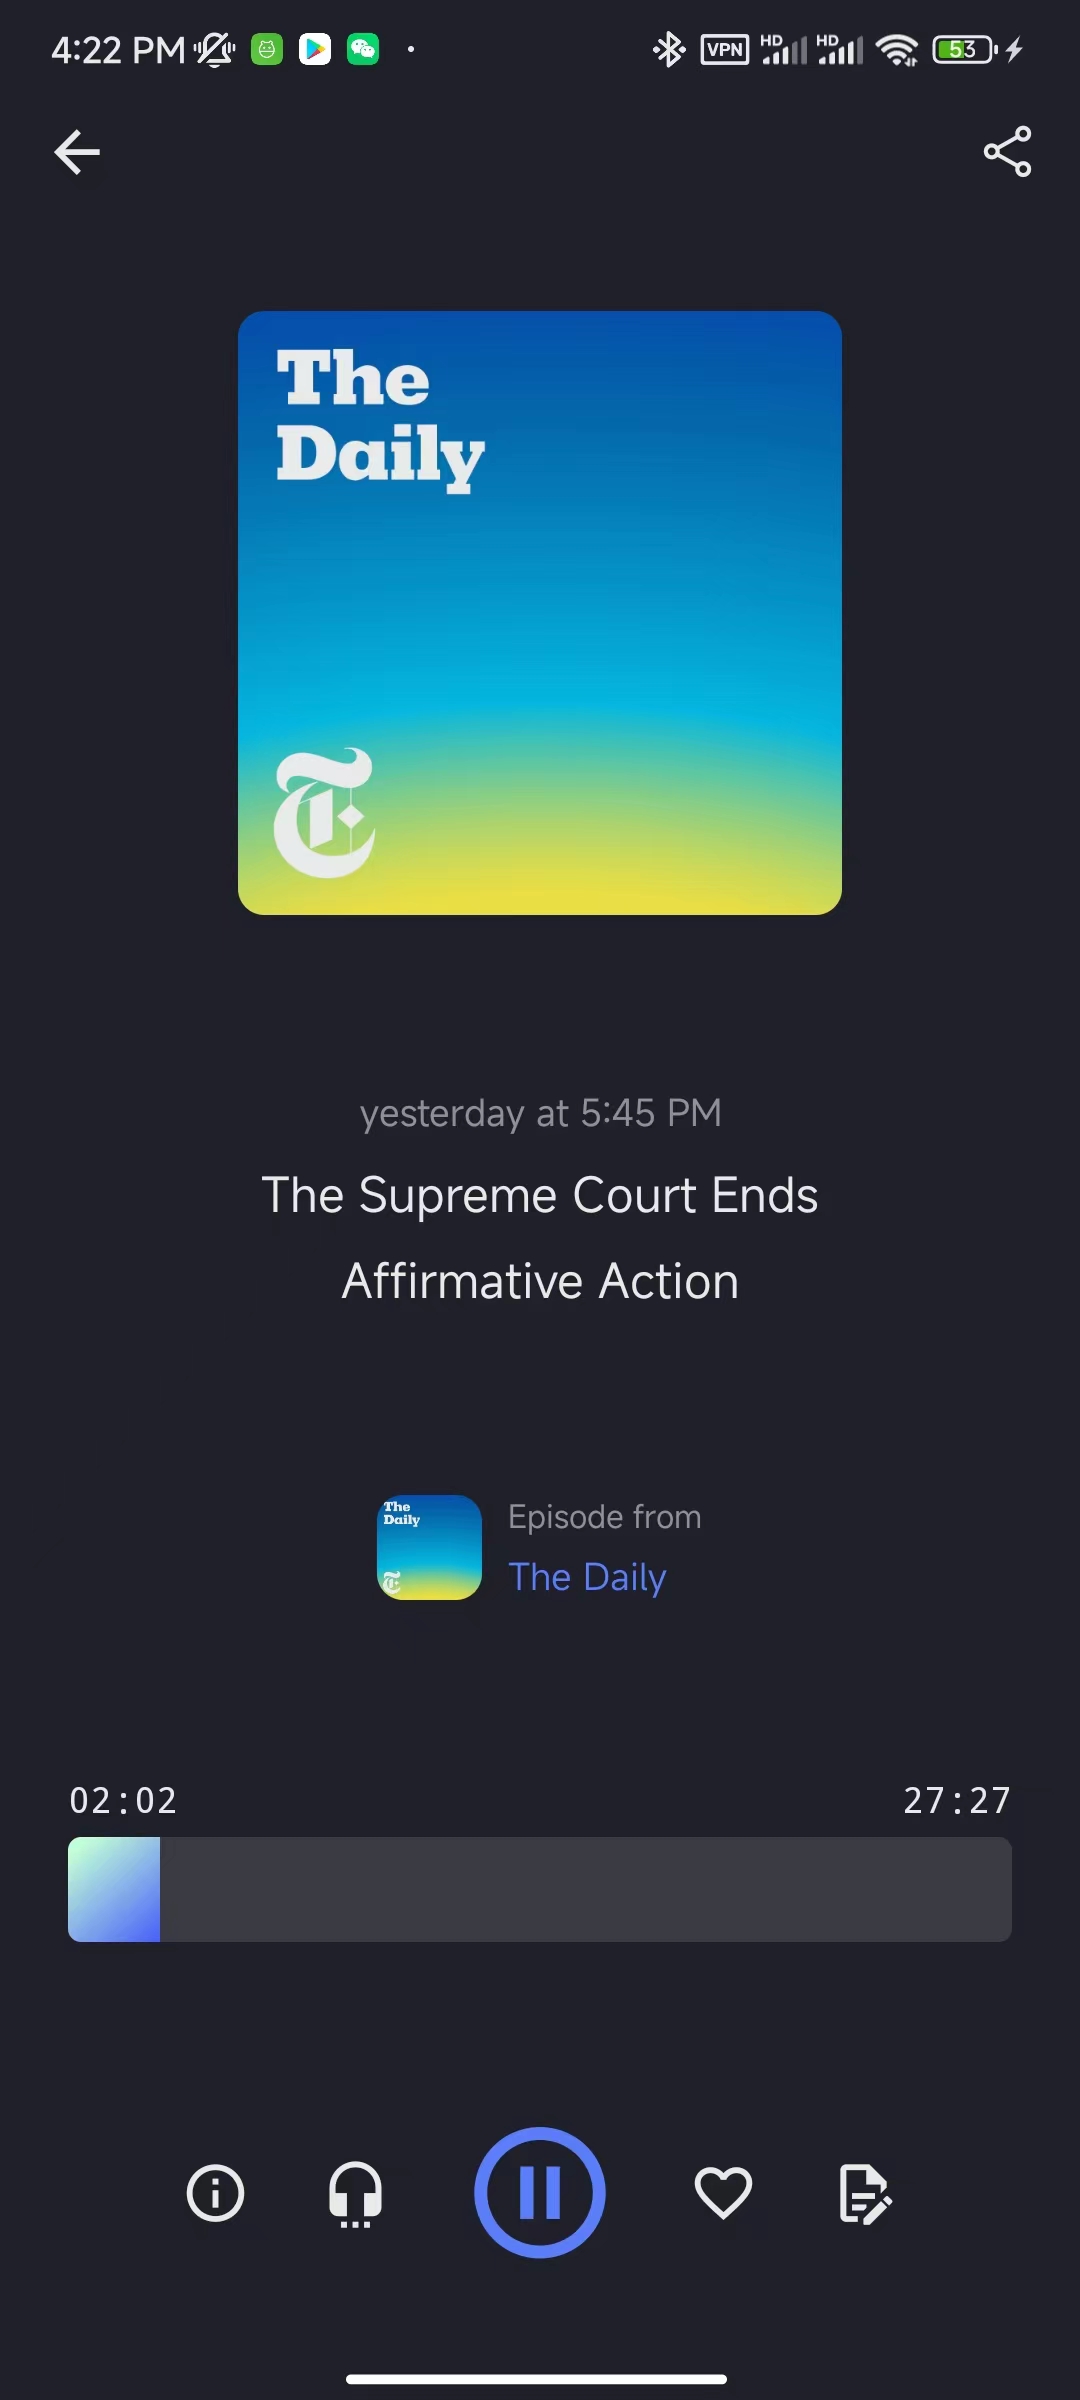 4:22 PM
VPN
HD
HD
53
The
Daily
T
yesterday at 5:45 PM
The Supreme Court Ends
Affirmative Action
The
Daily
T
Episode from
The Daily
02:02
27:27